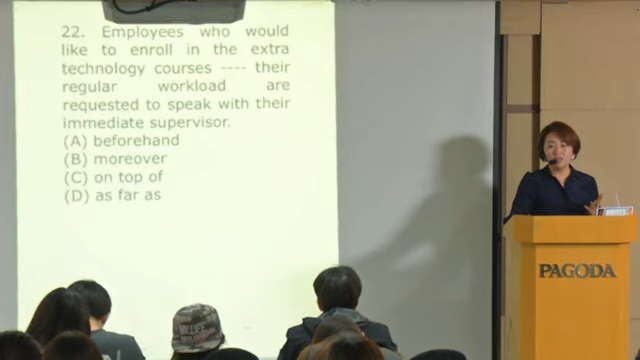 22. Employees who would
like to enroll in the extra
technology courses ---- their
regular workload are
requested to speak with their
immediate supervisor.
(A) beforehand
(B) moreover
(C) on top of
(D) as far as
PAGODA